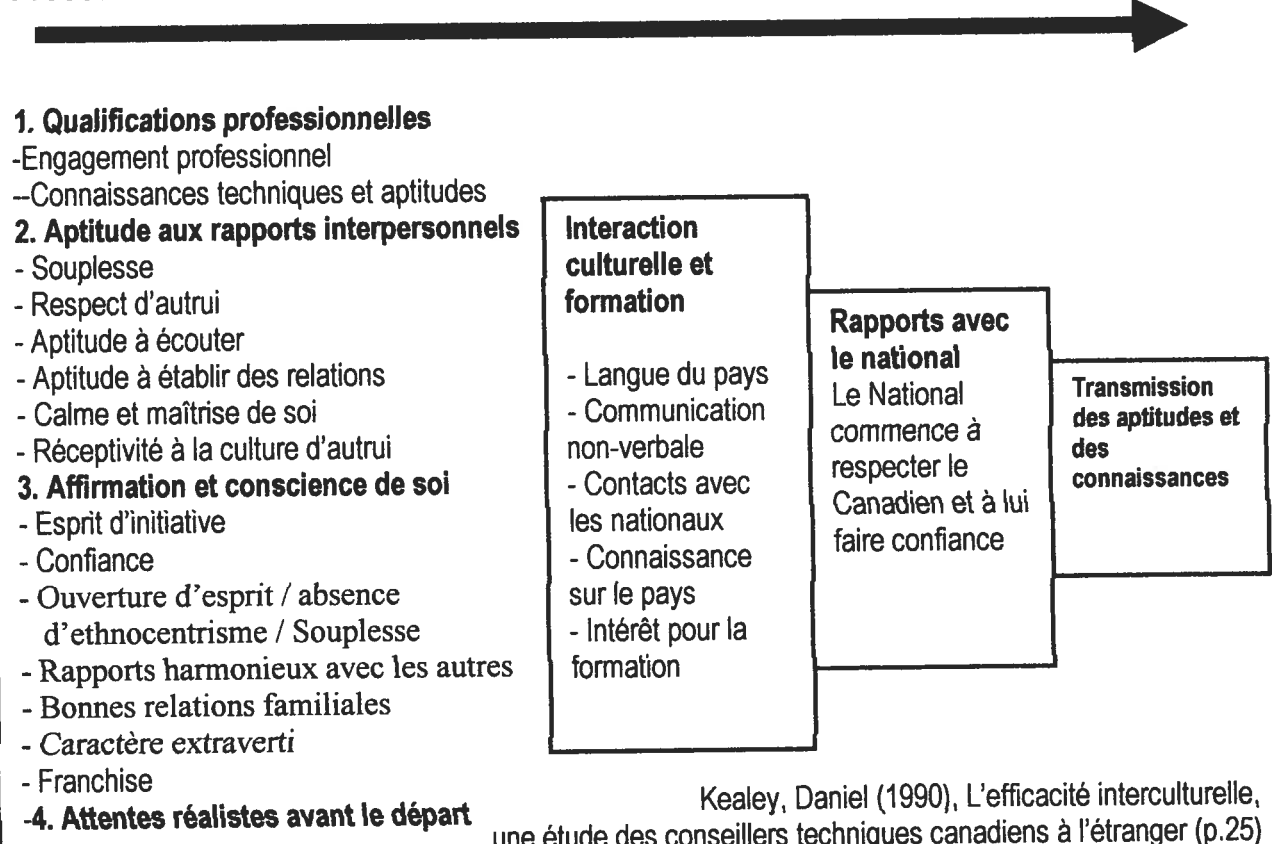 1. Qualifications professionnelles
-Engagement professionnel
--Connaissances techniques et aptitudes
2. Aptitude aux rapports interpersonnels
- Souplesse
- Respect d'autrui
- Aptitude à écouter
- Aptitude à établir des relations
- Calme et maîtrise de soi
- Réceptivité à la culture d'autrui
3. Affirmation et conscience de soi
- Esprit d'initiative
- Confiance
- Ouverture d'esprit / absence
d'ethnocentrisme / Souplesse
- Rapports harmonieux avec les autres
- Bonnes relations familiales
- Caractère extraverti
- Franchise
-4. Attentes réalistes avant le départ
Interaction
culturelle et
formation
- Langue du pays
- Communication
non-verbale
- Contacts avec
les nationaux
- Connaissance
sur le pays
- Intérêt pour la
formation
Rapports avec
le national
Le National
commence à
respecter le
Canadien et à lui
faire confiance
Transmission
des aptitudes et
des
connaissances
Kealey, Daniel (1990), L'efficacité interculturelle,
une étude des conseillers techniques canadiens à l'étranger (p.25)